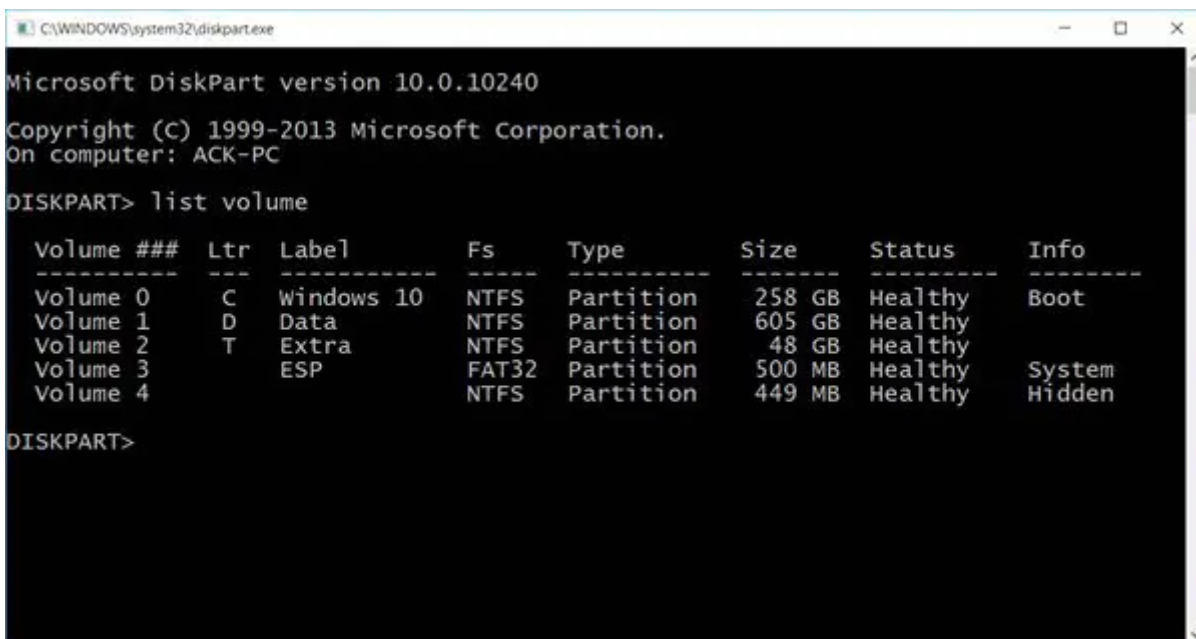 C:\WINDOWS\system32\diskpart.exe
Microsoft DiskPart version 10.0.10240
Copyright (C) 1999-2013 Microsoft Corporation.
On computer: ACK-PC
DISKPART> list volume
  Volume ###  Ltr  Label        Fs     Type        Size     Status     Info
  ----------  ---  -----------  -----  ----------  -------  ---------  --------
  Volume 0     C   Windows 10   NTFS   Partition    258 GB  Healthy    Boot
  Volume 1     D   Data         NTFS   Partition    605 GB  Healthy
  Volume 2     T   Extra        NTFS   Partition     48 GB  Healthy
  Volume 3         ESP          FAT32  Partition    500 MB  Healthy    System
  Volume 4                      NTFS   Partition    449 MB  Healthy    Hidden
DISKPART>